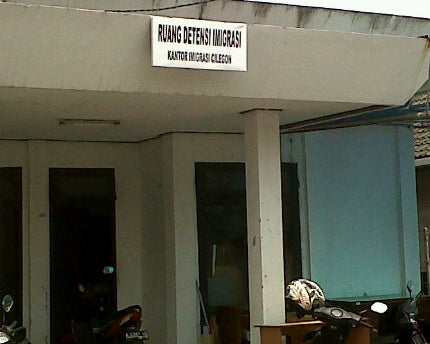 RUANG DETENSI IMIGRASI
KANTOR IMIGRASI CILEGON